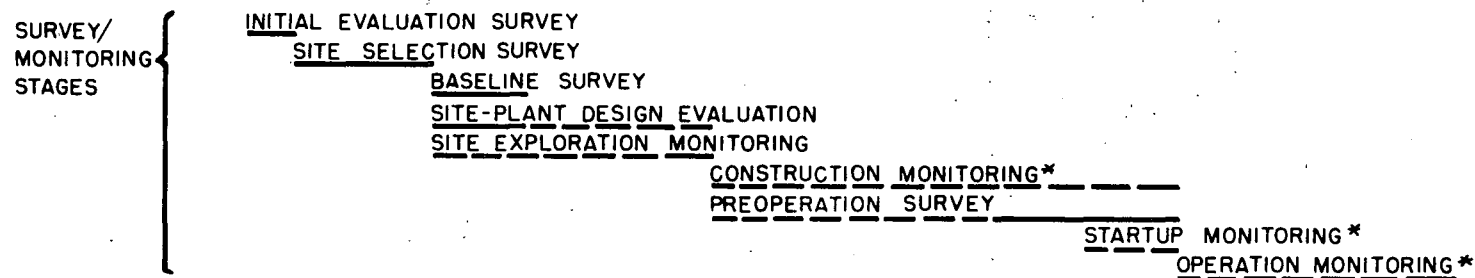 SURVEY/
MONITORING
STAGES
INITIAL EVALUATION SURVEY
SITE SELECTION SURVEY
BASELINE SURVEY
SITE-PLANT DESIGN EVALUATION
SITE EXPLORATION MONITORING
CONSTRUCTION MONITORING*
PREOPERATION SURVEY
STARTUP MONITORING*
OPERATION MONITORING*